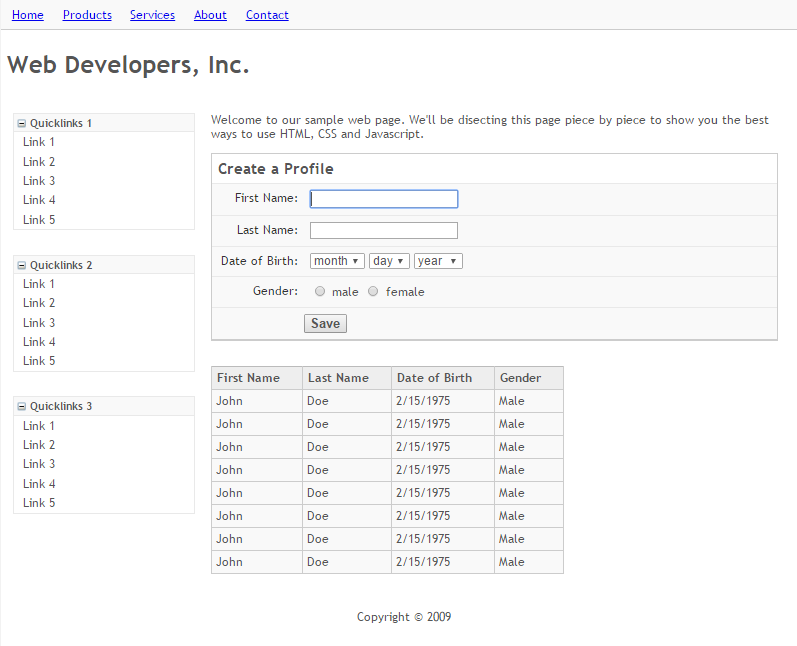 Home Products Services About Contact
Web Developers, Inc.
Quicklinks 1
Link 1
Link 2
Link 3
Link 4
Link 5
Quicklinks 2
Link 1
Link 2
Link 3
Link 4
Link 5
Quicklinks 3
Link 1
Link 2
Link 3
Link 4
Link 5
Welcome to our sample web page. We'll be disecting this page piece by piece to show you the best
ways to use HTML, CSS and Javascript.
Create a Profile
First Name:
Last Name:
Date of Birth: month day year
Gender: male female
Save
First Name Last Name Date of Birth Gender
John Doe 2/15/1975 Male
John Doe 2/15/1975 Male
John Doe 2/15/1975 Male
John Doe 2/15/1975 Male
John Doe 2/15/1975 Male
John Doe 2/15/1975 Male
John Doe 2/15/1975 Male
John Doe 2/15/1975 Male
Copyright © 2009